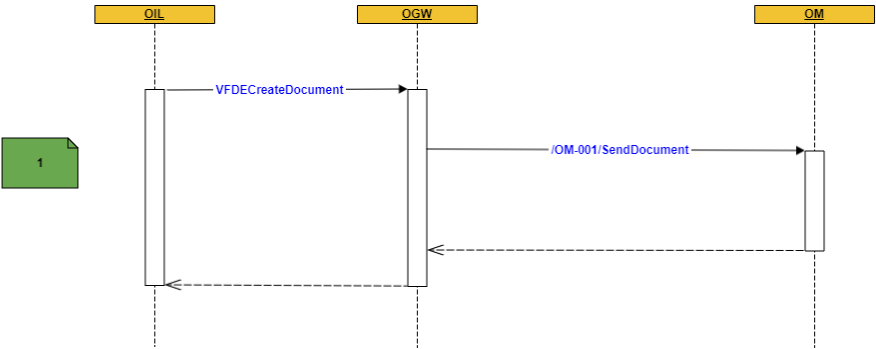 OIL
OGW
OM
VFDECreateDocument
/OM-001/SendDocument
1